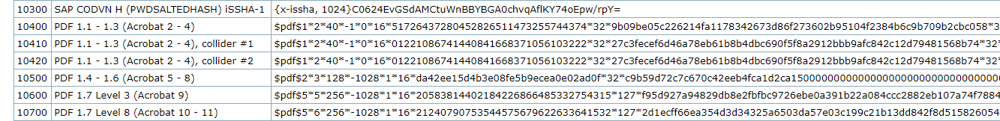 10300 SAP CODVN H (PWDSALTEDHASH) iSSHA-1 {x-issha, 1024}C0624EvGSdAMCtuWnBBYBGA0chvqAflKY74oEpw/rpY=
10400 PDF 1.1 - 1.3 (Acrobat 2 - 4) $pdf$1*2*40*-1*0*16*51726437280452826511473255744374*32*9b09be05c226214fa1178342673d86f273602b95104f2384b6c9b709b2cbc058*3
10410 PDF 1.1 - 1.3 (Acrobat 2 - 4), collider #1 $pdf$1*2*40*-1*0*16*01221086741440841668371056103222*32*27c3fecef6d46a78eb61b8b4dbc690f5f8a2912bbb9afc842c12d79481568b74*32*
10420 PDF 1.1 - 1.3 (Acrobat 2 - 4), collider #2 $pdf$1*2*40*-1*0*16*01221086741440841668371056103222*32*27c3fecef6d46a78eb61b8b4dbc690f5f8a2912bbb9afc842c12d79481568b74*32*
10500 PDF 1.4 - 1.6 (Acrobat 5 - 8) $pdf$2*3*128*-1028*1*16*da42ee15d4b3e08fe5b9ecea0e02ad0f*32*c9b59d72c7c670c42eeb4fca1d2ca15000000000000000000000000000000000
10600 PDF 1.7 Level 3 (Acrobat 9) $pdf$5*5*256*-1028*1*16*20583814402184226866485332754315*127*f95d927a94829db8e2fbfbc9726ebe0a391b22a084ccc2882eb107a74f7884
10700 PDF 1.7 Level 8 (Acrobat 10 - 11) $pdf$5*6*256*-1028*1*16*21240790753544575679622633641532*127*2d1ecff66ea354d3d34325a6503da57e03c199c21b13dd842f8d515826054